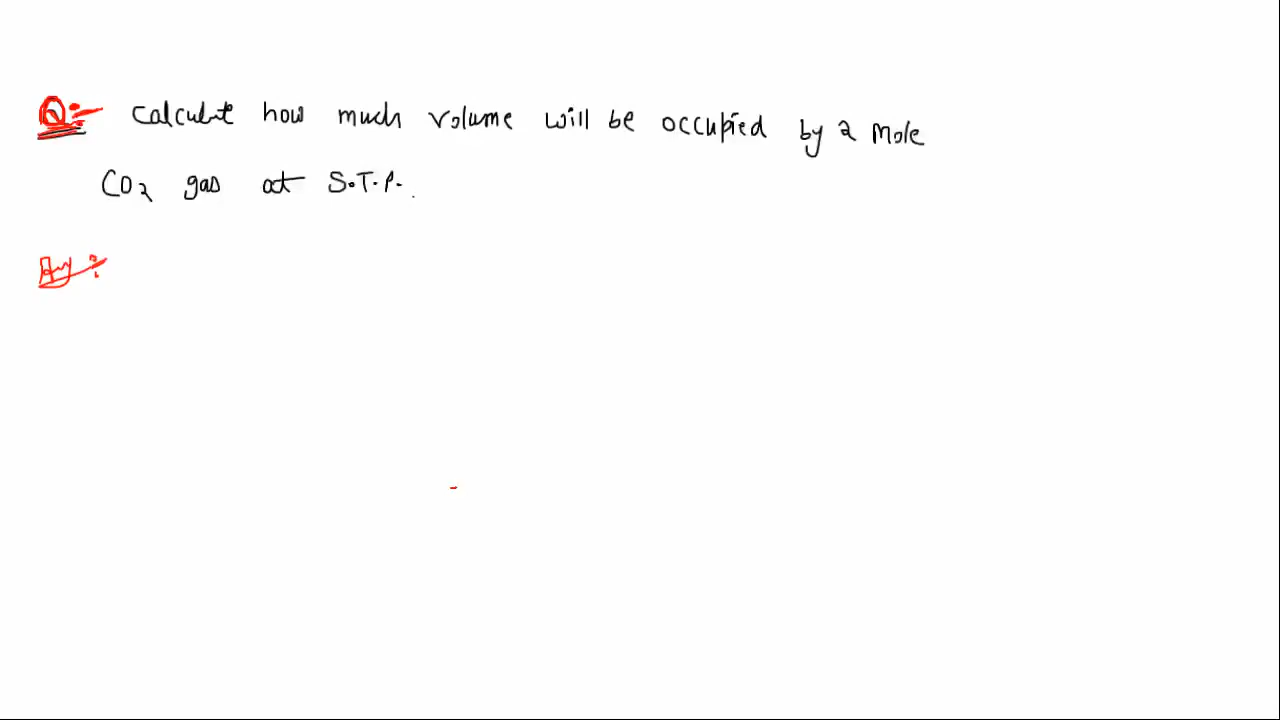 Q:- Calculate how much volume will be occupied by 2 mole
CO2 gas at S.T.P.
Ans: